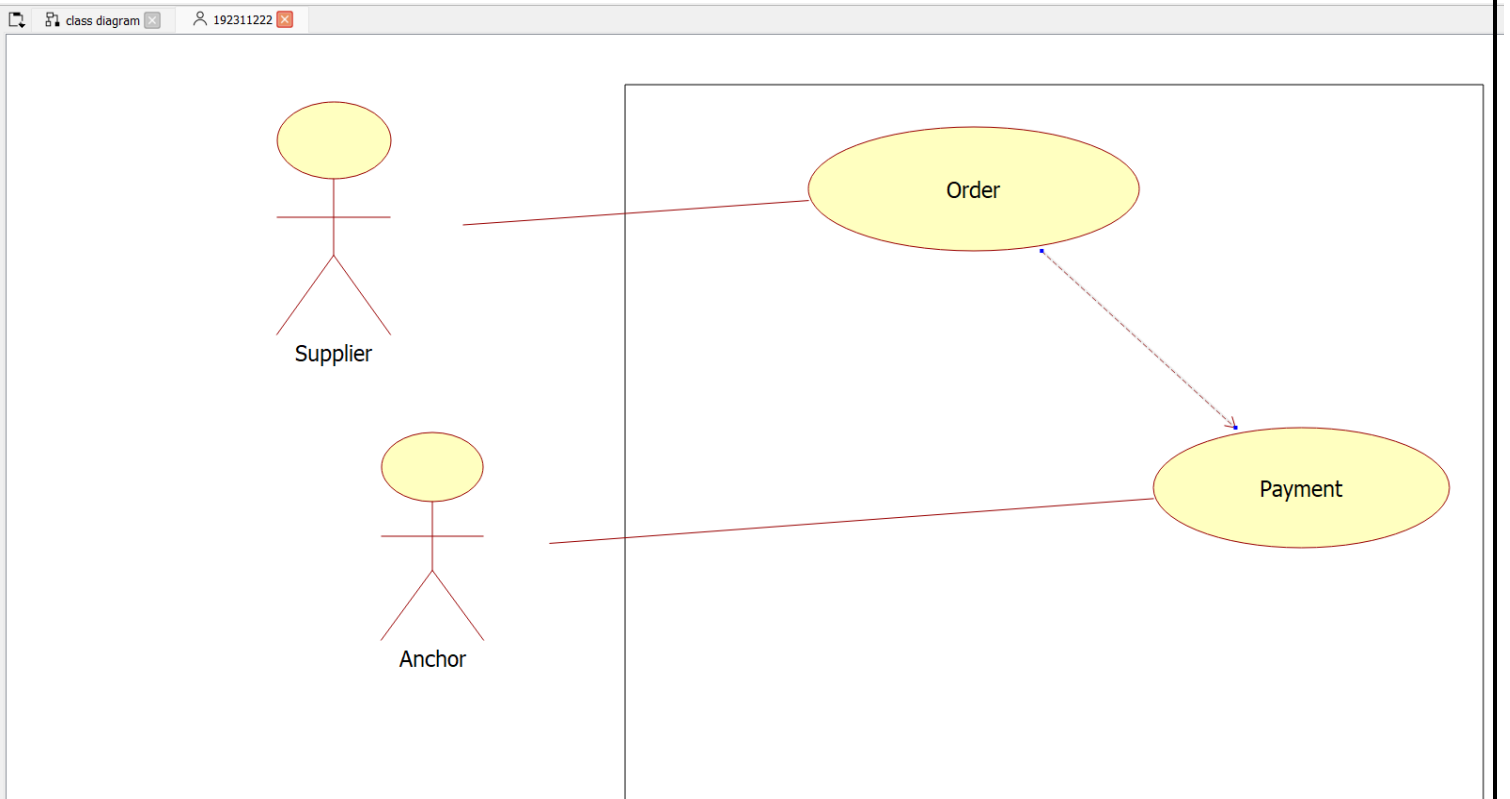 class diagram
192311222
Order
Supplier
Payment
Anchor